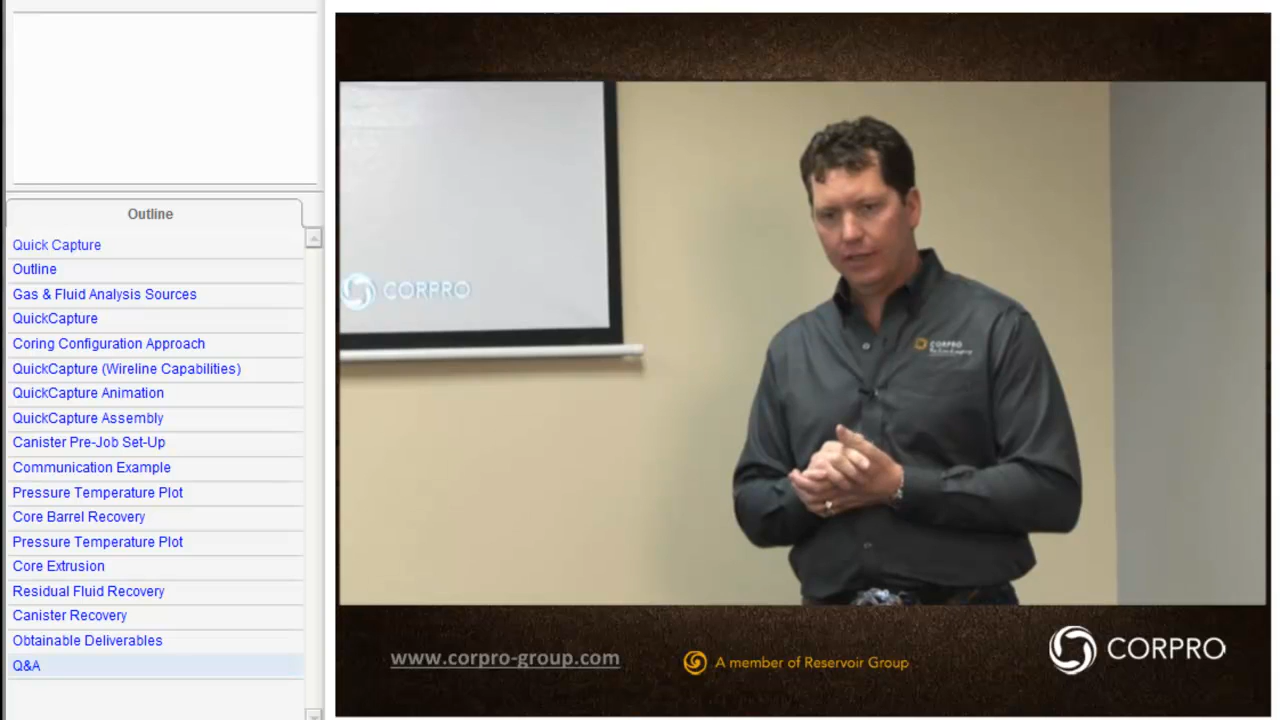 Outline
Quick Capture
Outline
Gas & Fluid Analysis Sources
QuickCapture
Coring Configuration Approach
QuickCapture (Wireline Capabilities)
QuickCapture Animation
QuickCapture Assembly
Canister Pre-Job Set-Up
Communication Example
Pressure Temperature Plot
Core Barrel Recovery
Pressure Temperature Plot
Core Extrusion
Residual Fluid Recovery
Canister Recovery
Obtainable Deliverables
Q&A
CORPRO
CORPRO
www.corpro-group.com
A member of Reservoir Group
CORPRO